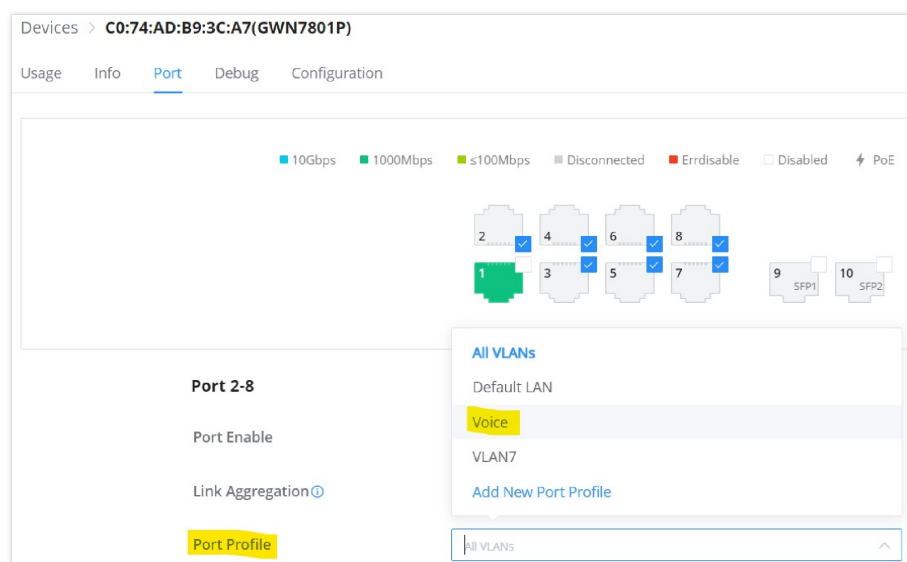 Devices > C0:74:AD:B9:3C:A7(GWN7801P)
Usage Info Port Debug Configuration
10Gbps 1000Mbps ≤100Mbps Disconnected Errdisable Disabled PoE
2 4 6 8
1 3 5 7 9 SFP1 10 SFP2
All VLANs
Port 2-8
Default LAN
Voice
Port Enable
VLAN7
Link Aggregation
Add New Port Profile
Port Profile
All VLANs